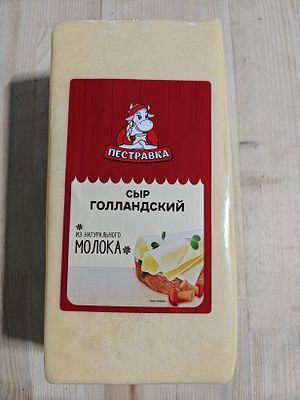 ПЕСТРАВКА
СЫР
ГОЛЛАНДСКИЙ
ИЗ НАТУРАЛЬНОГО
МОЛОКА